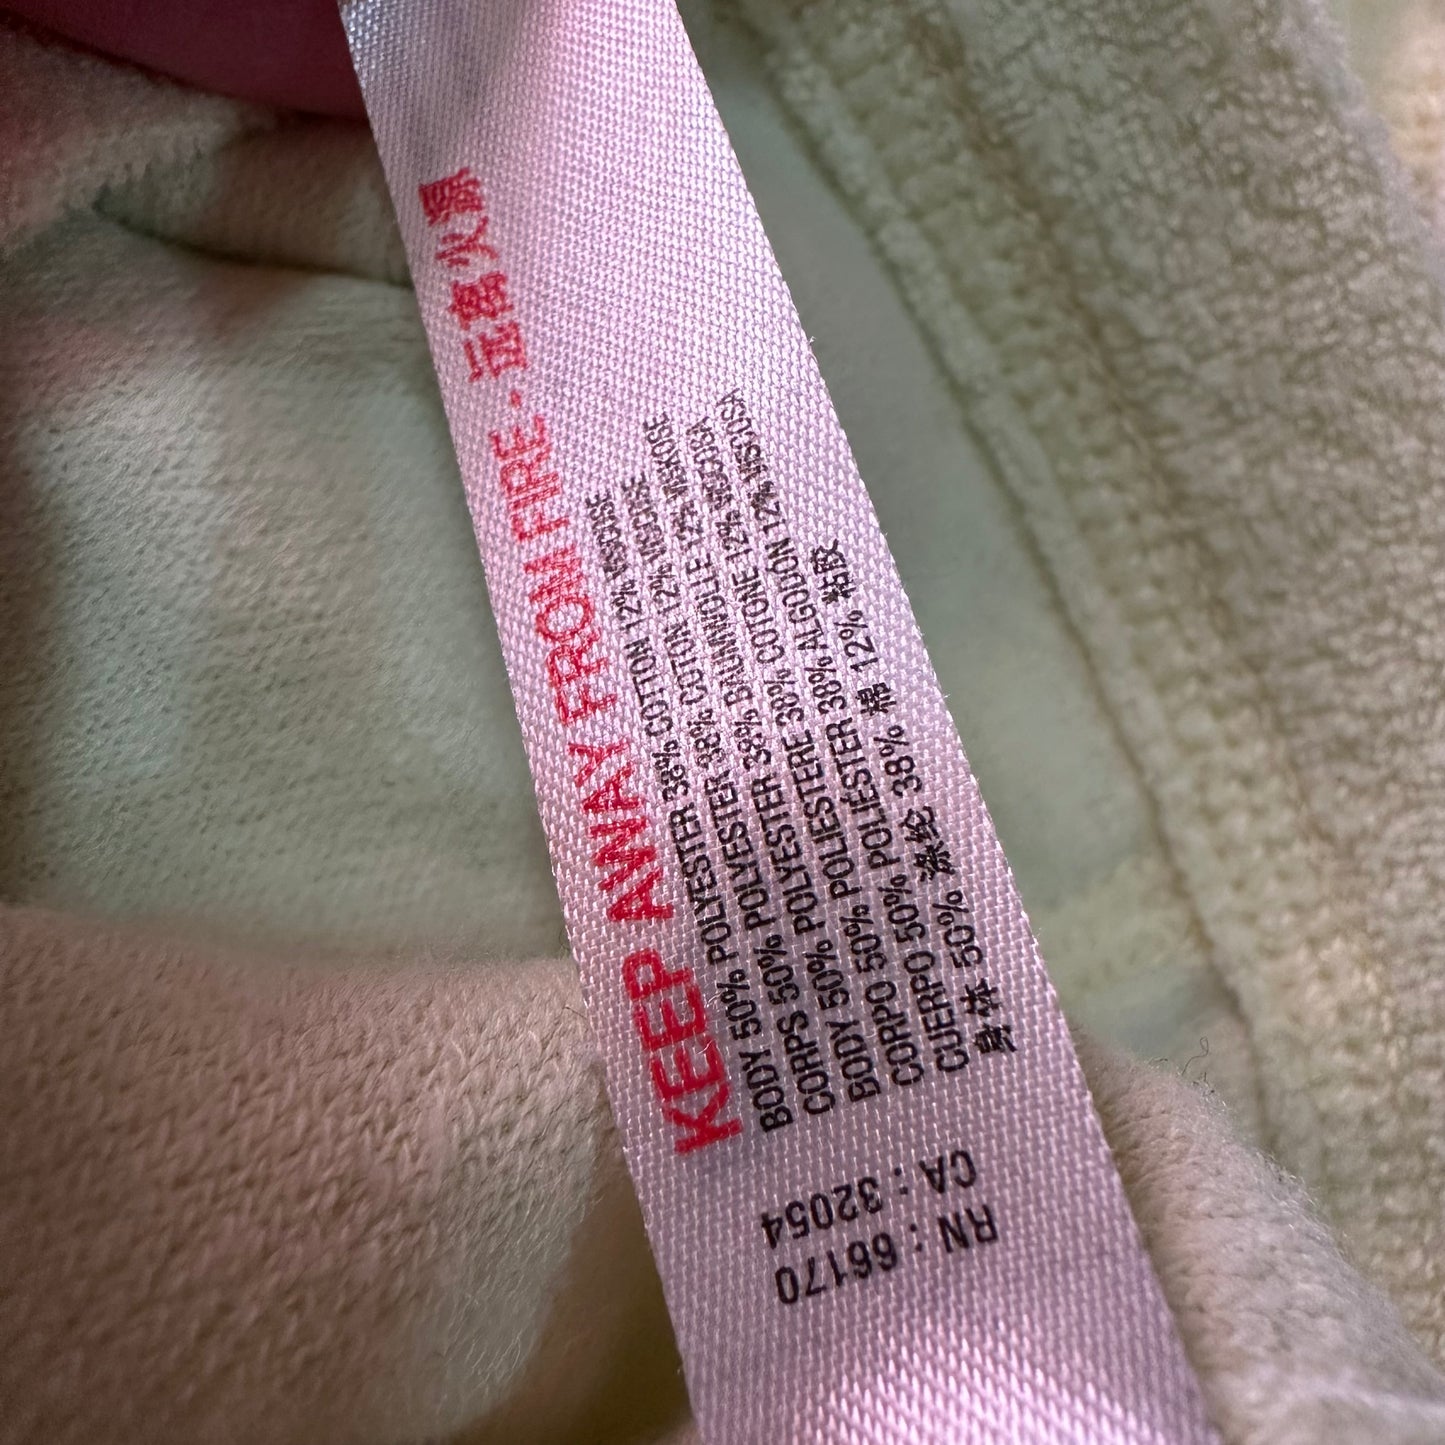 KEEP AWAY FROM FIRE · 远离火源
BODY 50% POLYESTER 38% COTTON 12% VISCOSE
CORPS 50% POLYESTER 38% COTON 12% VISCOSE
BODY 50% POLYESTER 38% BAUMWOLLE 12% VISKOSE
CORPO 50% POLIESTERE 38% COTONE 12% VISCOSA
CUERPO 50% POLIÉSTER 38% ALGODON 12% VISCOSA
身体 50% 涤纶 38% 棉 12% 粘胶
RN : 66170
CA : 32054